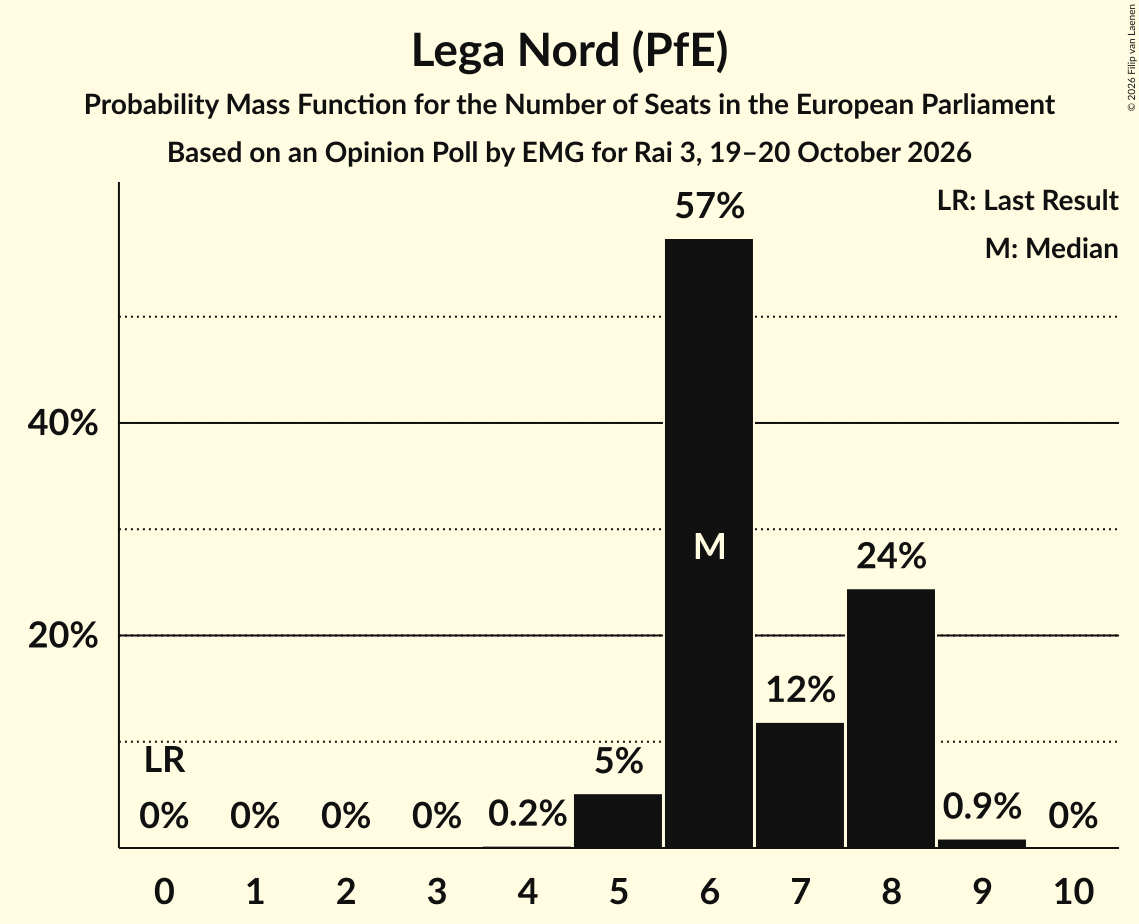 Lega Nord (PfE)
Probability Mass Function for the Number of Seats in the European Parliament
Based on an Opinion Poll by EMG for Rai 3, 19–20 October 2026
© 2026 Filip van Laenen
LR: Last Result
M: Median
57%
40%
M
24%
20%
12%
LR
5%
0% 0% 0% 0% 0.2% 0.9% 0%
0 1 2 3 4 5 6 7 8 9 10